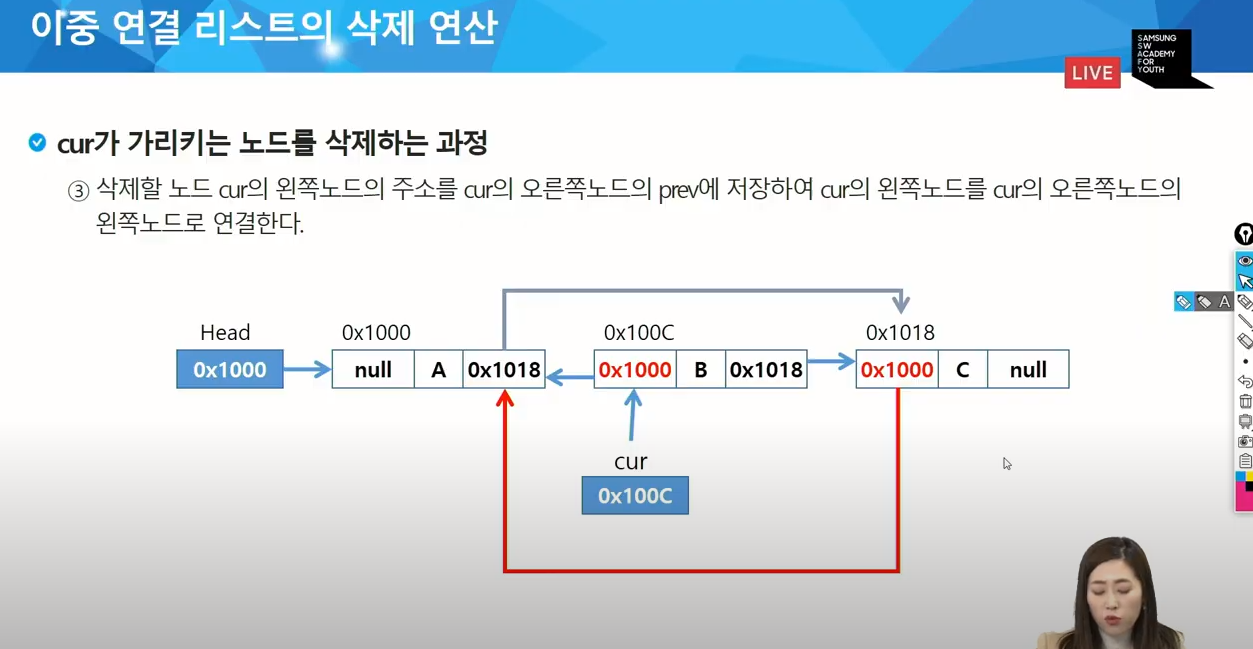 이중 연결 리스트의 삭제 연산
LIVE
SAMSUNG
SW
ACADEMY
FOR
YOUTH
cur가 가리키는 노드를 삭제하는 과정
③ 삭제할 노드 cur의 왼쪽노드의 주소를 cur의 오른쪽노드의 prev에 저장하여 cur의 왼쪽노드를 cur의 오른쪽노드의
왼쪽노드로 연결한다.
Head 0x1000 0x100C 0x1018
0x1000 null A 0x1018 0x1000 B 0x1018 0x1000 C null
cur
0x100C
A